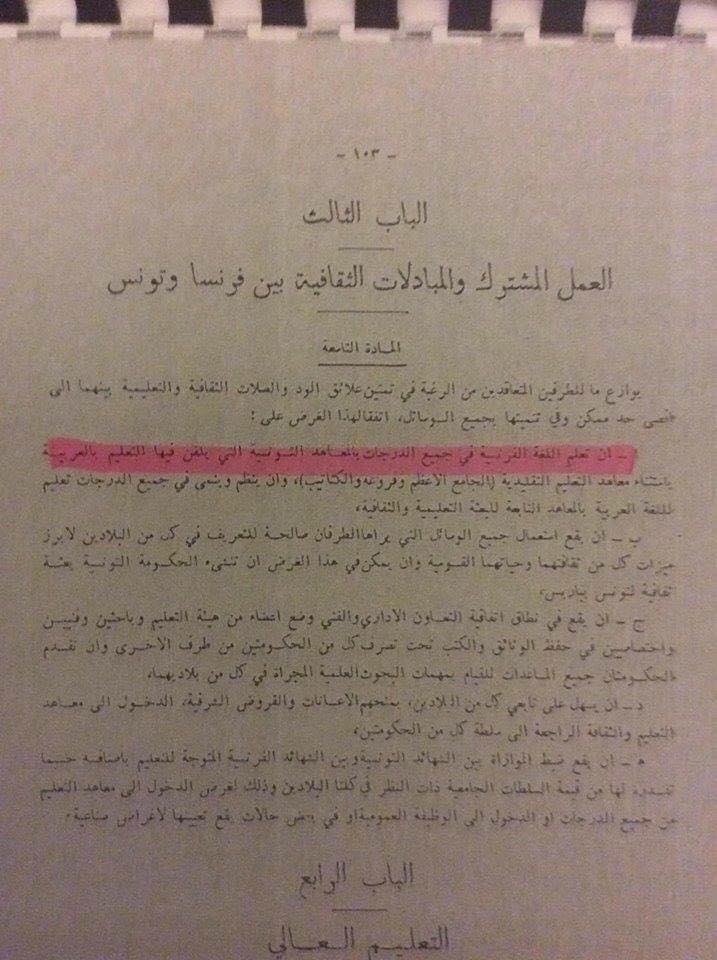 - ١٠٣ -
الباب الثالث
العمل المشترك والمبادلات الثقافية بين فرنسا وتونس
المادة التاسعة
يوازع ما للطرفين المتعاقدين من الرغبة في تمتين علائق الود والصلات الثقافية والتعليمية بينهما الى
اقصى حد ممكن وفي تنميتها بجميع الوسائل، اتفقا لهذا الغرض على :
أ - ان تعلم اللغة الفرنسية في جميع الدرجات بالمعاهد التونسية التي يلقن فيها التعليم بالعربية
باستثناء معاهد التعليم التقليدية (الجامع الاعظم وفروعه والكتاتيب)، وان ينظم وينمى في جميع الدرجات تعليم
اللغة العربية بالمعاهد التابعة للبعثة التعليمية والثقافية،
ب - ان يقع استعمال جميع الوسائل التي يراها الطرفان صالحة للتعريف في كل من البلادين لابرز
ميزات كل من ثقافتهما وحياتهما القومية وان يمكن في هذا الغرض ان تنشىء الحكومة التونسية بعثة
ثقافية لتونس بباريس،
ج - ان يقع في نطاق اتفاقية التعاون الاداري والفني وضع اعضاء من هيئة التعليم وباحثين وفنيين
واختصاصيين في حفظ الوثائق والكتب تحت تصرف كل من الحكومتين من طرف الاخرى وان تقدم
الحكومتان جميع المساعدات للقيام بمهمات البحوث العلمية المجراة في كل من بلاديهما،
د - ان يسهل على تابعي كل من البلادين، بمنحهم الاعانات والقروض الشرفية، الدخول الى معاهد
التعليم والثقافة الراجعة الى سلطة كل من الحكومتين،
ه - ان يقع ضبط الموازاة بين الشهائد التونسية وبين الشهائد الفرنسية المتوجة للتعليم باصنافه حسبما
تقدره لها من قيمة السلطات الجامعية ذات النظر في كلتا البلادين وذلك لغرض الدخول الى معاهد التعليم
من جميع الدرجات او الدخول الى الوظيفة العمومية او في بعض حالات يقع تعيينها لاغراض صناعية،
الباب الرابع
التعليم العالي